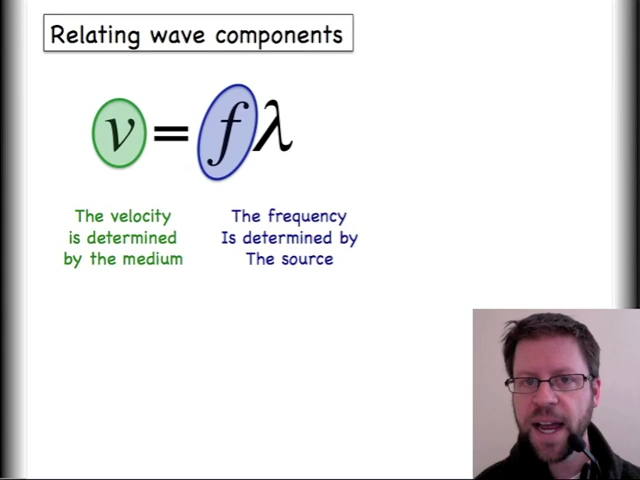 Relating wave components
v = fλ
The velocity
is determined
by the medium
The frequency
Is determined by
The source